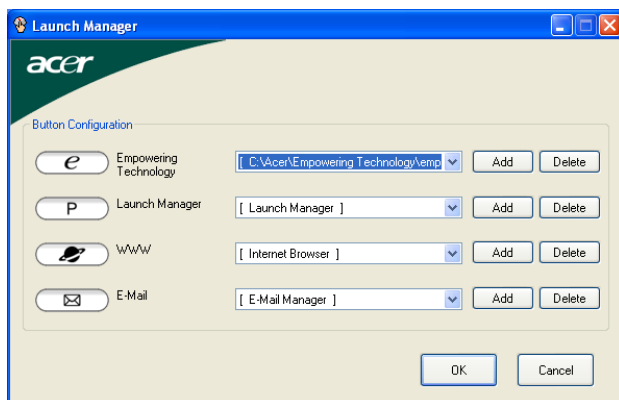 Launch Manager
acer
Button Configuration
e Empowering Technology [ C:\Acer\Empowering Technology\emp Add Delete
P Launch Manager [ Launch Manager ] Add Delete
WWW [ Internet Browser ] Add Delete
E-Mail [ E-Mail Manager ] Add Delete
OK Cancel